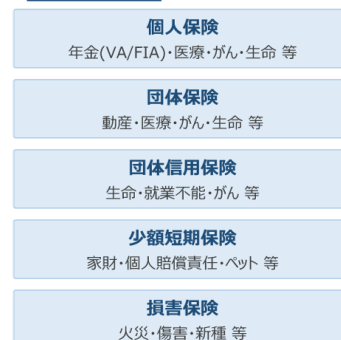 個人保険
年金(VA/FIA)・医療・がん・生命 等
団体保険
動産・医療・がん・生命 等
団体信用保険
生命・就業不能・がん 等
少額短期保険
家財・個人賠償責任・ペット 等
損害保険
火災・傷害・新種 等